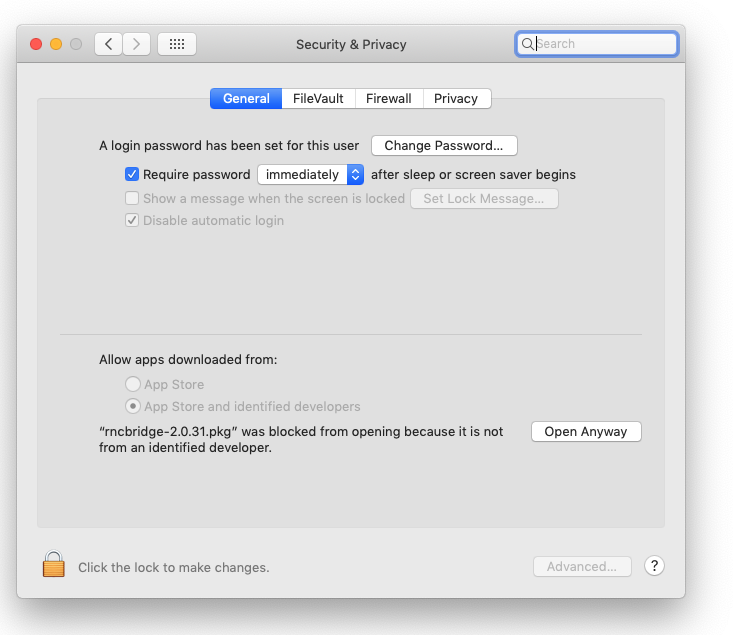 Security & Privacy
Search
General FileVault Firewall Privacy
A login password has been set for this user Change Password...
Require password immediately after sleep or screen saver begins
Show a message when the screen is locked Set Lock Message...
Disable automatic login
Allow apps downloaded from:
App Store
App Store and identified developers
“rncbridge-2.0.31.pkg” was blocked from opening because it is not Open Anyway
from an identified developer.
Click the lock to make changes. Advanced... ?